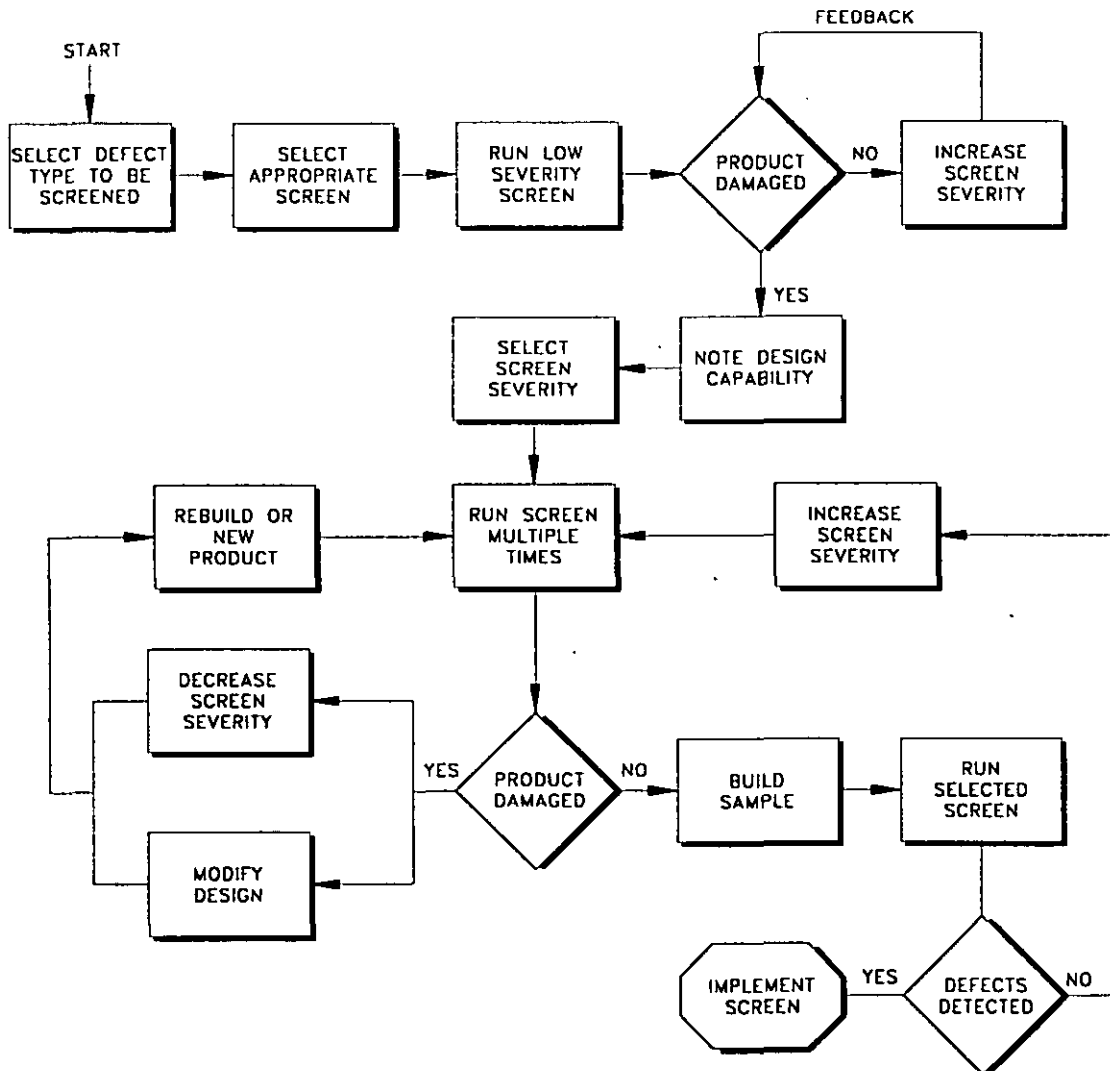 FEEDBACK
START
SELECT DEFECT
TYPE TO BE
SCREENED
SELECT
APPROPRIATE
SCREEN
RUN LOW
SEVERITY
SCREEN
PRODUCT
DAMAGED
NO
INCREASE
SCREEN
SEVERITY
YES
SELECT
SCREEN
SEVERITY
NOTE DESIGN
CAPABILITY
REBUILD OR
NEW
PRODUCT
RUN SCREEN
MULTIPLE
TIMES
INCREASE
SCREEN
SEVERITY
DECREASE
SCREEN
SEVERITY
YES
PRODUCT
DAMAGED
NO
BUILD
SAMPLE
RUN
SELECTED
SCREEN
MODIFY
DESIGN
IMPLEMENT
SCREEN
YES
DEFECTS
DETECTED
NO